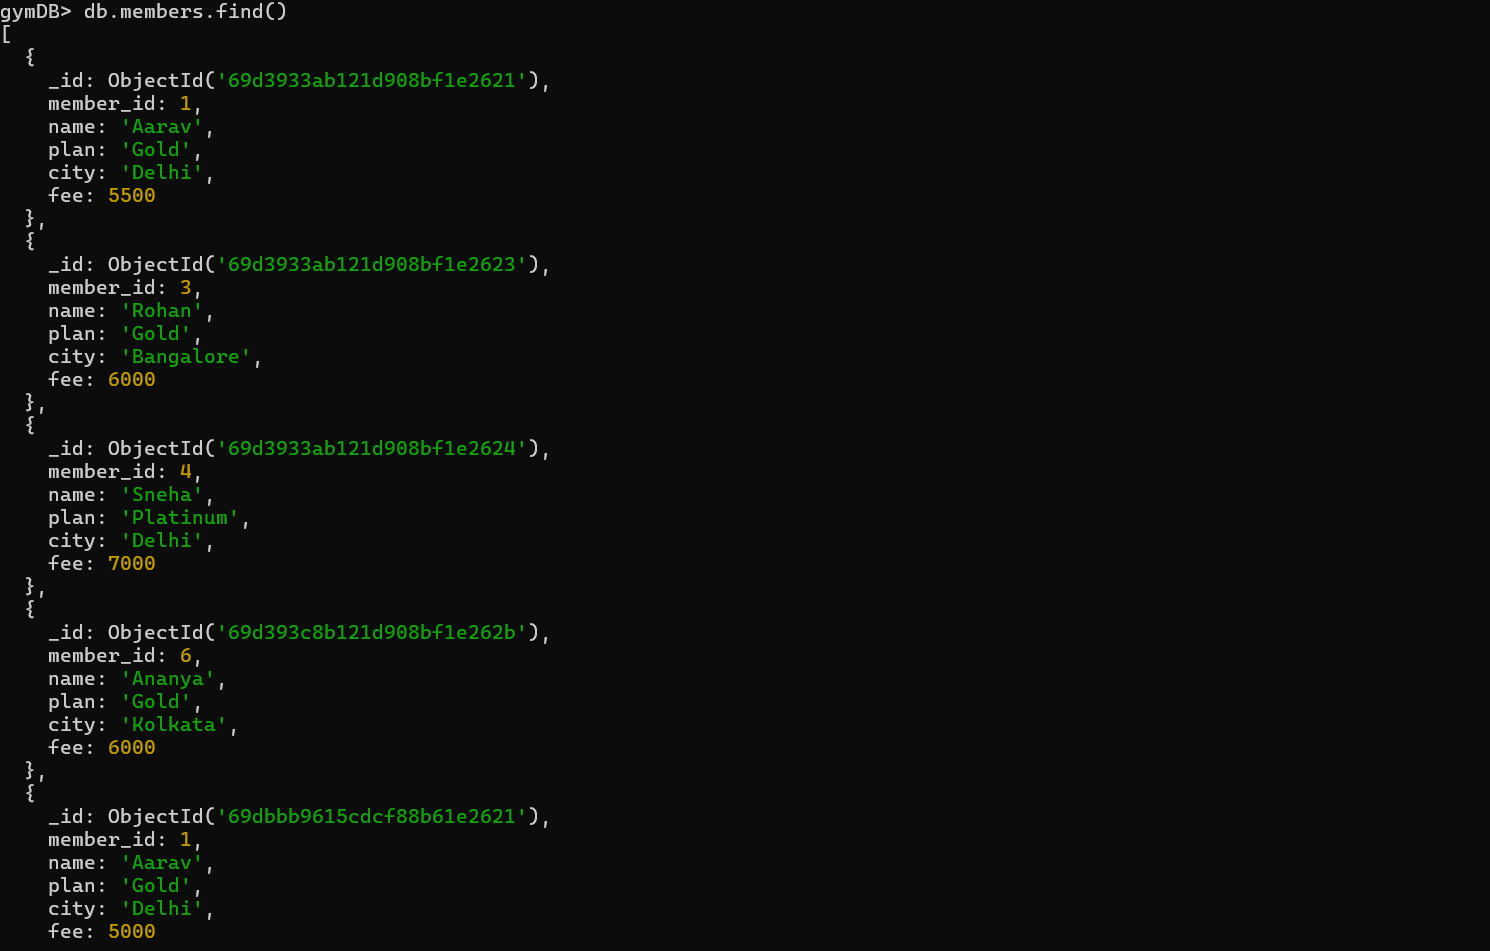 gymDB> db.members.find()
[
  {
    _id: ObjectId('69d3933ab121d908bf1e2621'),
    member_id: 1,
    name: 'Aarav',
    plan: 'Gold',
    city: 'Delhi',
    fee: 5500
  },
  {
    _id: ObjectId('69d3933ab121d908bf1e2623'),
    member_id: 3,
    name: 'Rohan',
    plan: 'Gold',
    city: 'Bangalore',
    fee: 6000
  },
  {
    _id: ObjectId('69d3933ab121d908bf1e2624'),
    member_id: 4,
    name: 'Sneha',
    plan: 'Platinum',
    city: 'Delhi',
    fee: 7000
  },
  {
    _id: ObjectId('69d393c8b121d908bf1e262b'),
    member_id: 6,
    name: 'Ananya',
    plan: 'Gold',
    city: 'Kolkata',
    fee: 6000
  },
  {
    _id: ObjectId('69dbbb9615cdcf88b61e2621'),
    member_id: 1,
    name: 'Aarav',
    plan: 'Gold',
    city: 'Delhi',
    fee: 5000